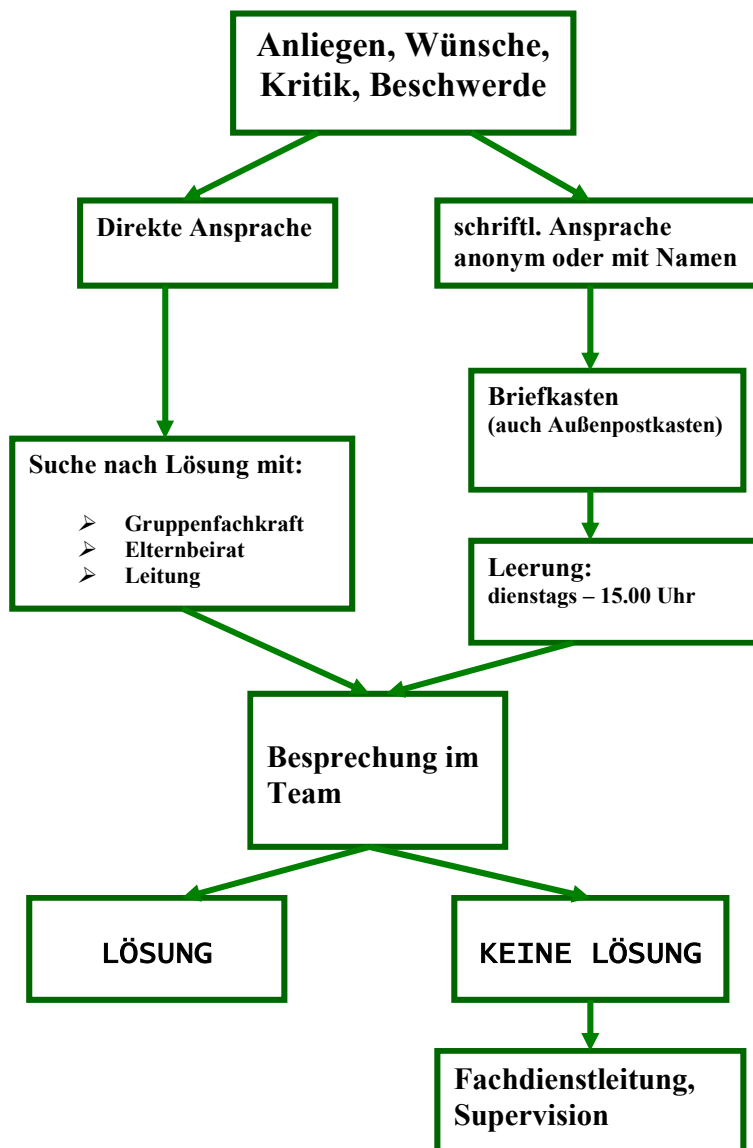 Anliegen, Wünsche,
Kritik, Beschwerde
Direkte Ansprache
schriftl. Ansprache
anonym oder mit Namen
Briefkasten
(auch Außenpostkasten)
Suche nach Lösung mit:
➢ Gruppenfachkraft
➢ Elternbeirat
➢ Leitung
Leerung:
dienstags – 15.00 Uhr
Besprechung im
Team
LÖSUNG
KEINE LÖSUNG
Fachdienstleitung,
Supervision